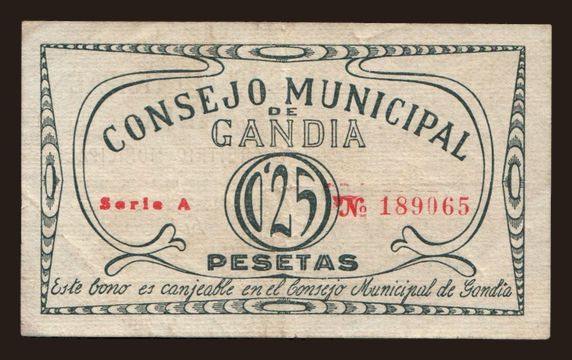 CONSEJO MUNICIPAL
DE
GANDIA
Serie A
0'25
№ 189065
PESETAS
Este bono es canjeable en el Consejo Municipal de Gandia